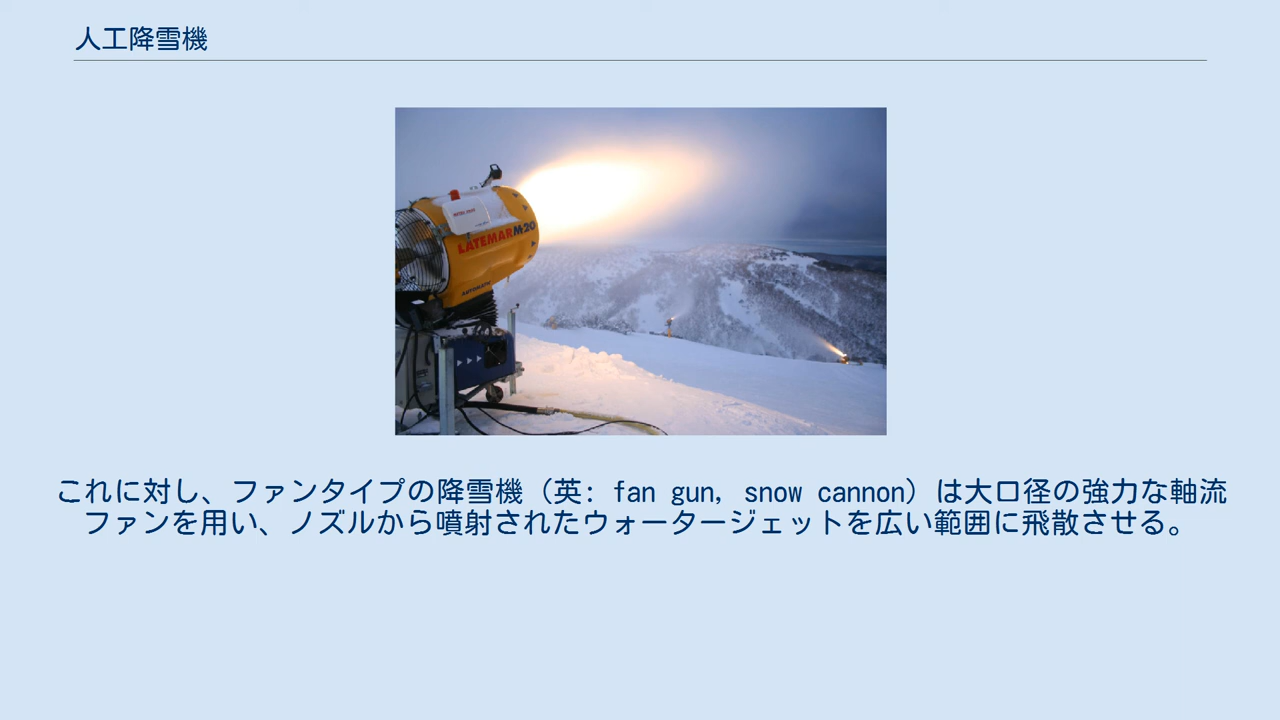 人工降雪機
LATEMAR M20
AUTOMATIC
これに対し、ファンタイプの降雪機（英: fan gun, snow cannon）は大口径の強力な軸流
ファンを用い、ノズルから噴射されたウォータージェットを広い範囲に飛散させる。